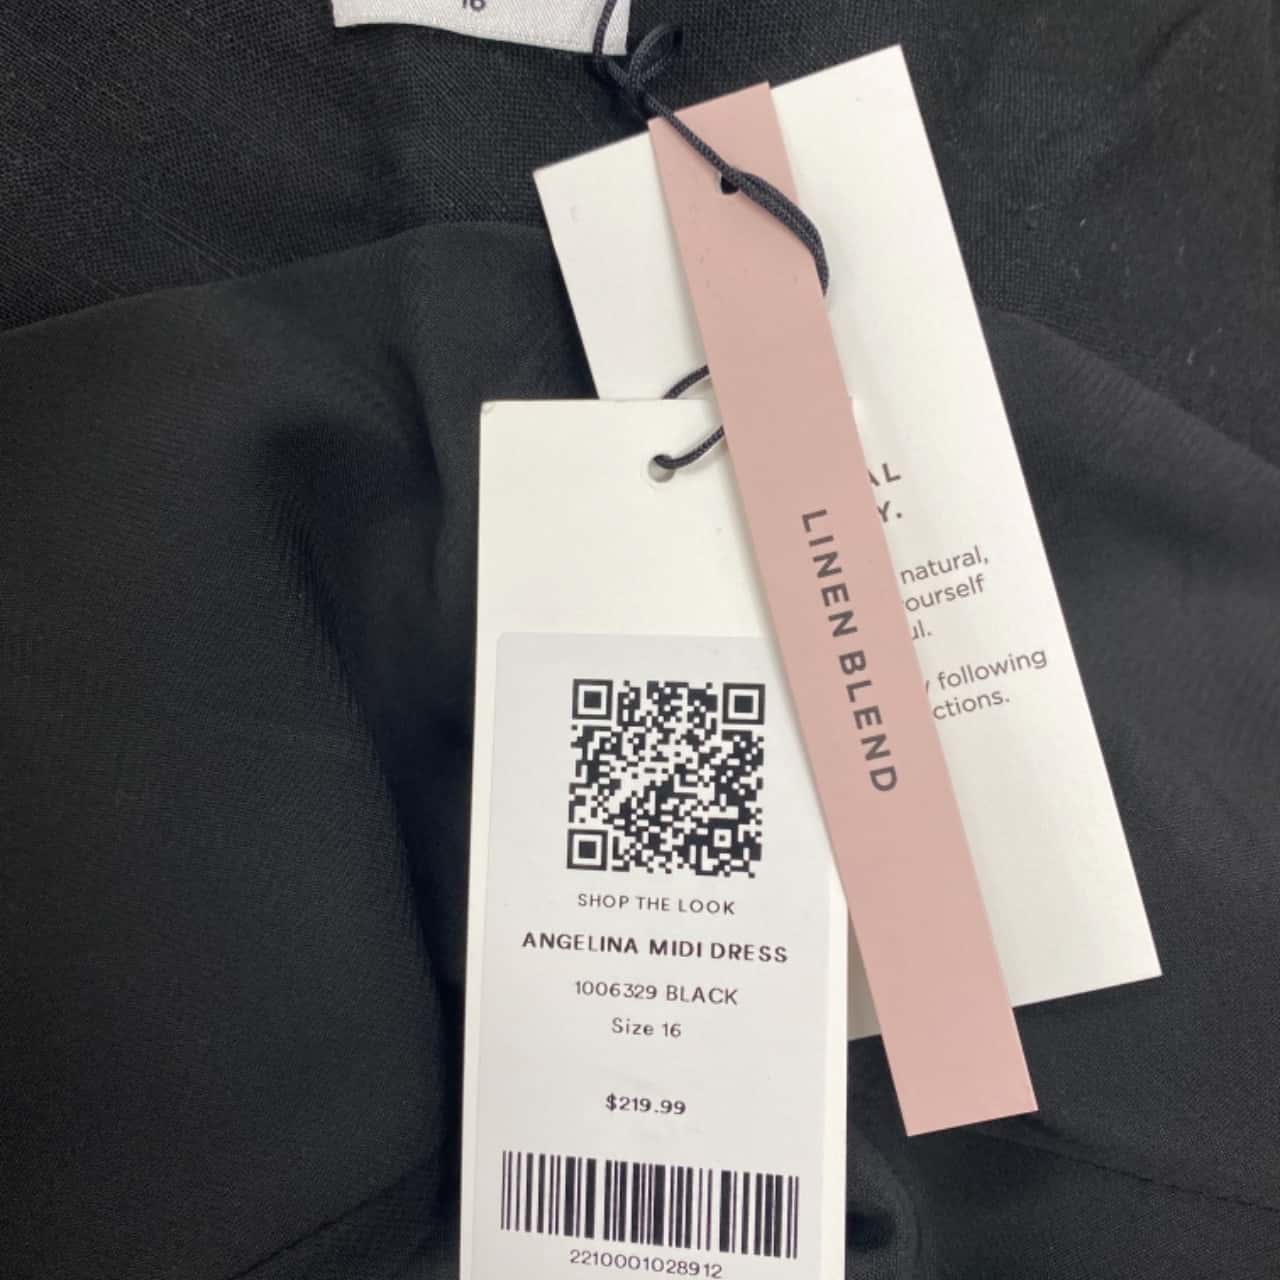 16
AL
Y.
natural,
ourself
ul.
following
ctions.
LINEN BLEND
SHOP THE LOOK
ANGELINA MIDI DRESS
1006329 BLACK
Size 16
$219.99
2210001028912